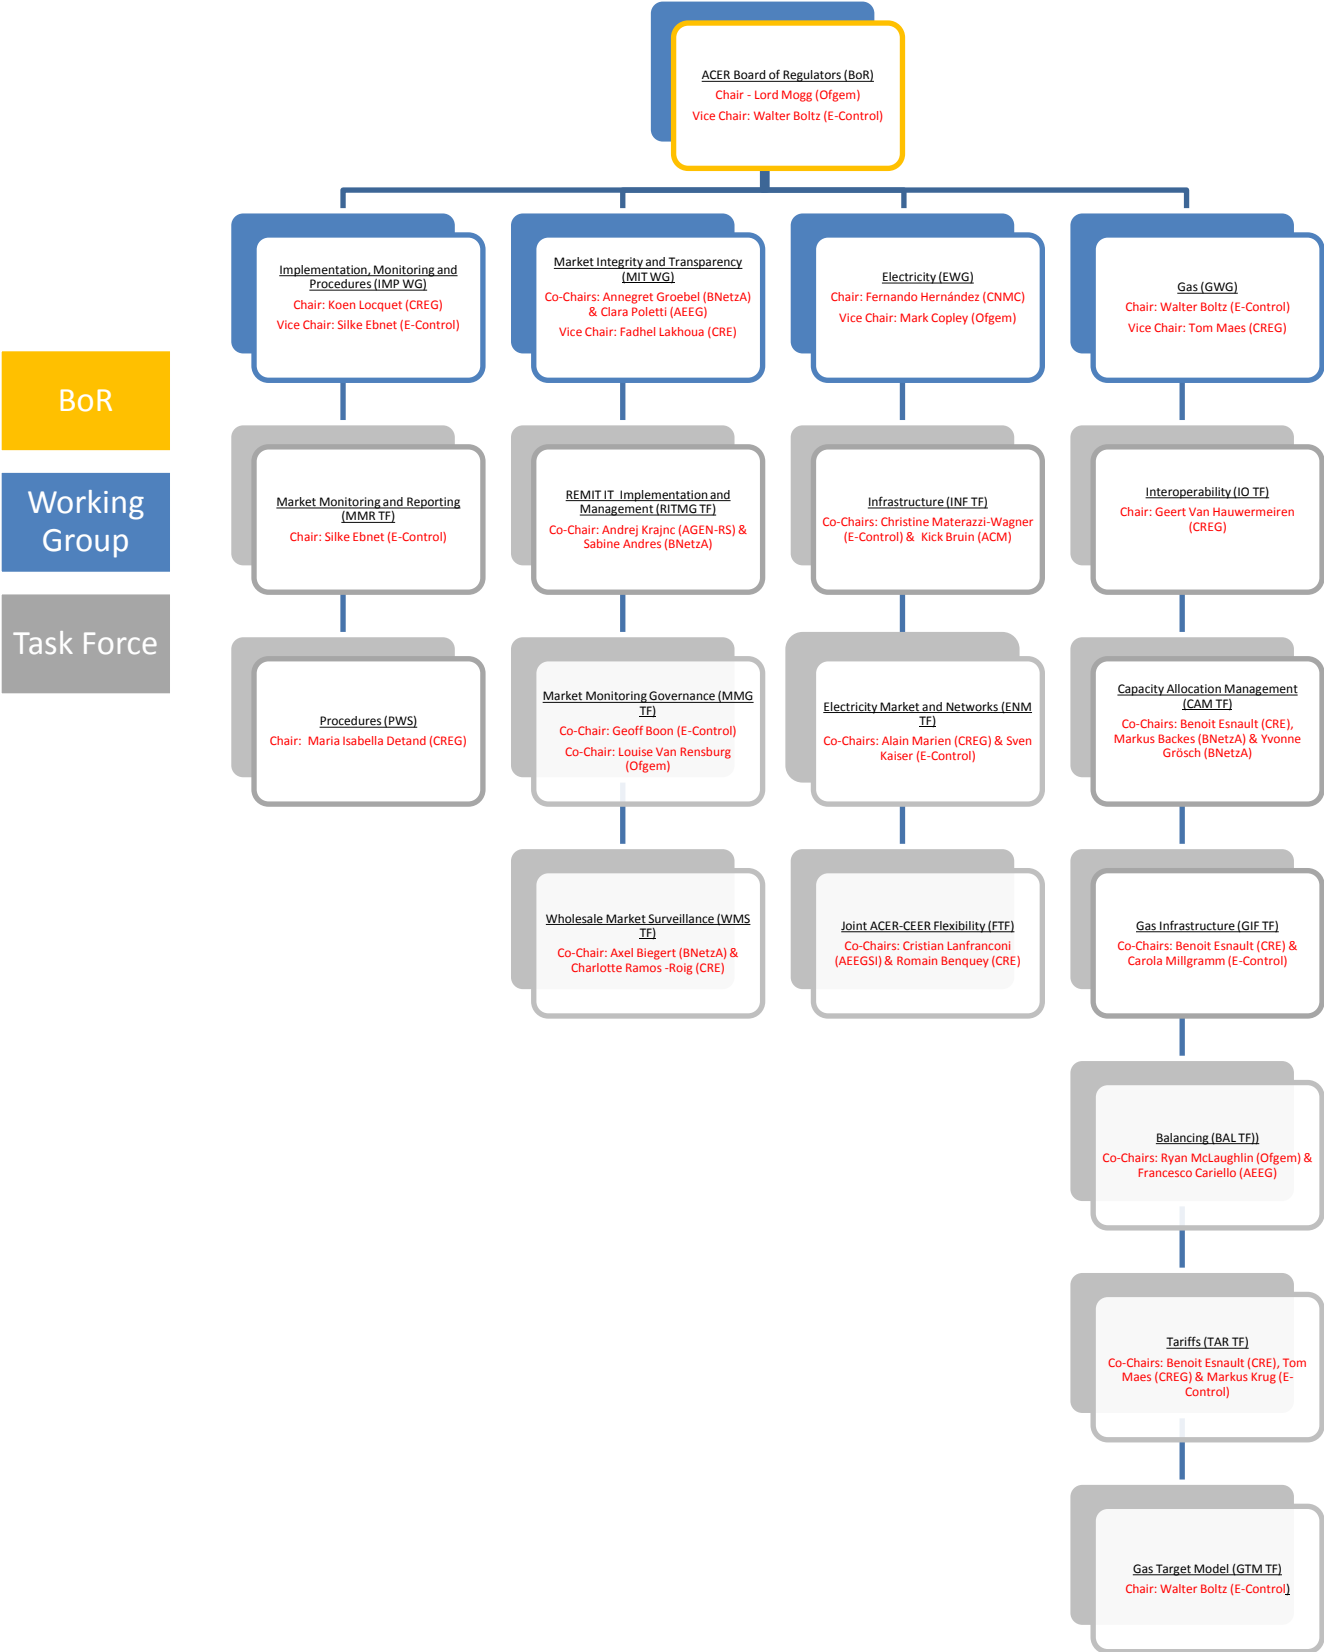 ACER Board of Regulators (BoR)
Chair - Lord Mogg (Ofgem)
Vice Chair: Walter Boltz (E-Control)
Implementation, Monitoring and
Procedures (IMP WG)
Chair: Koen Locquet (CREG)
Vice Chair: Silke Ebnet (E-Control)
Market Integrity and Transparency
(MIT WG)
Co-Chairs: Annegret Groebel (BNetzA)
& Clara Poletti (AEEG)
Vice Chair: Fadhel Lakhoua (CRE)
Electricity (EWG)
Chair: Fernando Hernández (CNMC)
Vice Chair: Mark Copley (Ofgem)
Gas (GWG)
Chair: Walter Boltz (E-Control)
Vice Chair: Tom Maes (CREG)
BoR
Working
Group
Task Force
Market Monitoring and Reporting
(MMR TF)
Chair: Silke Ebnet (E-Control)
REMIT IT  Implementation and
Management (RITMG TF)
Co-Chair: Andrej Krajnc (AGEN-RS) &
Sabine Andres (BNetzA)
Infrastructure (INF TF)
Co-Chairs: Christine Materazzi-Wagner
(E-Control) &  Kick Bruin (ACM)
Interoperability (IO TF)
Chair: Geert Van Hauwermeiren
(CREG)
Procedures (PWS)
Chair:  Maria Isabella Detand (CREG)
Market Monitoring Governance (MMG
TF)
Co-Chair: Geoff Boon (E-Control)
Co-Chair: Louise Van Rensburg
(Ofgem)
Electricity Market and Networks (ENM
TF)
Co-Chairs: Alain Marien (CREG) & Sven
Kaiser (E-Control)
Capacity Allocation Management
(CAM TF)
Co-Chairs: Benoit Esnault (CRE),
Markus Backes (BNetzA) & Yvonne
Grösch (BNetzA)
Wholesale Market Surveillance (WMS
TF)
Co-Chair: Axel Biegert (BNetzA) &
Charlotte Ramos -Roig (CRE)
Joint ACER-CEER Flexibility (FTF)
Co-Chairs: Cristian Lanfranconi
(AEEGSI) & Romain Benquey (CRE)
Gas Infrastructure (GIF TF)
Co-Chairs: Benoit Esnault (CRE) &
Carola Millgramm (E-Control)
Balancing (BAL TF))
Co-Chairs: Ryan McLaughlin (Ofgem) &
Francesco Cariello (AEEG)
Tariffs (TAR TF)
Co-Chairs: Benoit Esnault (CRE), Tom
Maes (CREG) & Markus Krug (E-
Control)
Gas Target Model (GTM TF)
Chair: Walter Boltz (E-Control)